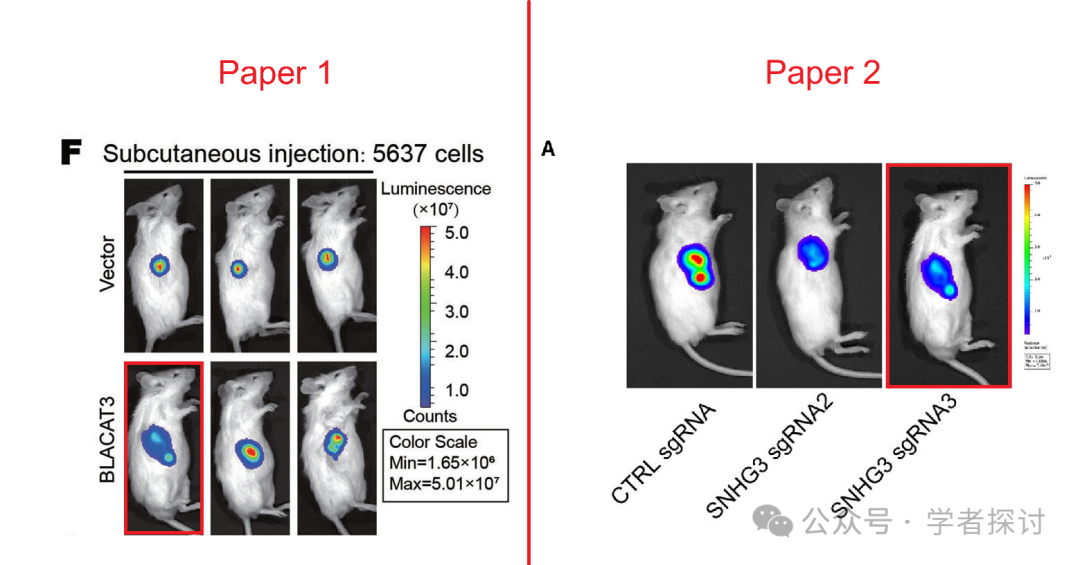 Paper 1
Paper 2
F
Subcutaneous injection: 5637 cells
Vector
BLACAT3
Luminescence
(×10⁷)
5.0
4.0
3.0
2.0
1.0
Counts
Color Scale
Min=1.65×10⁶
Max=5.01×10⁷
A
CTRL sgRNA
SNHG3 sgRNA2
SNHG3 sgRNA3
公众号 · 学者探讨